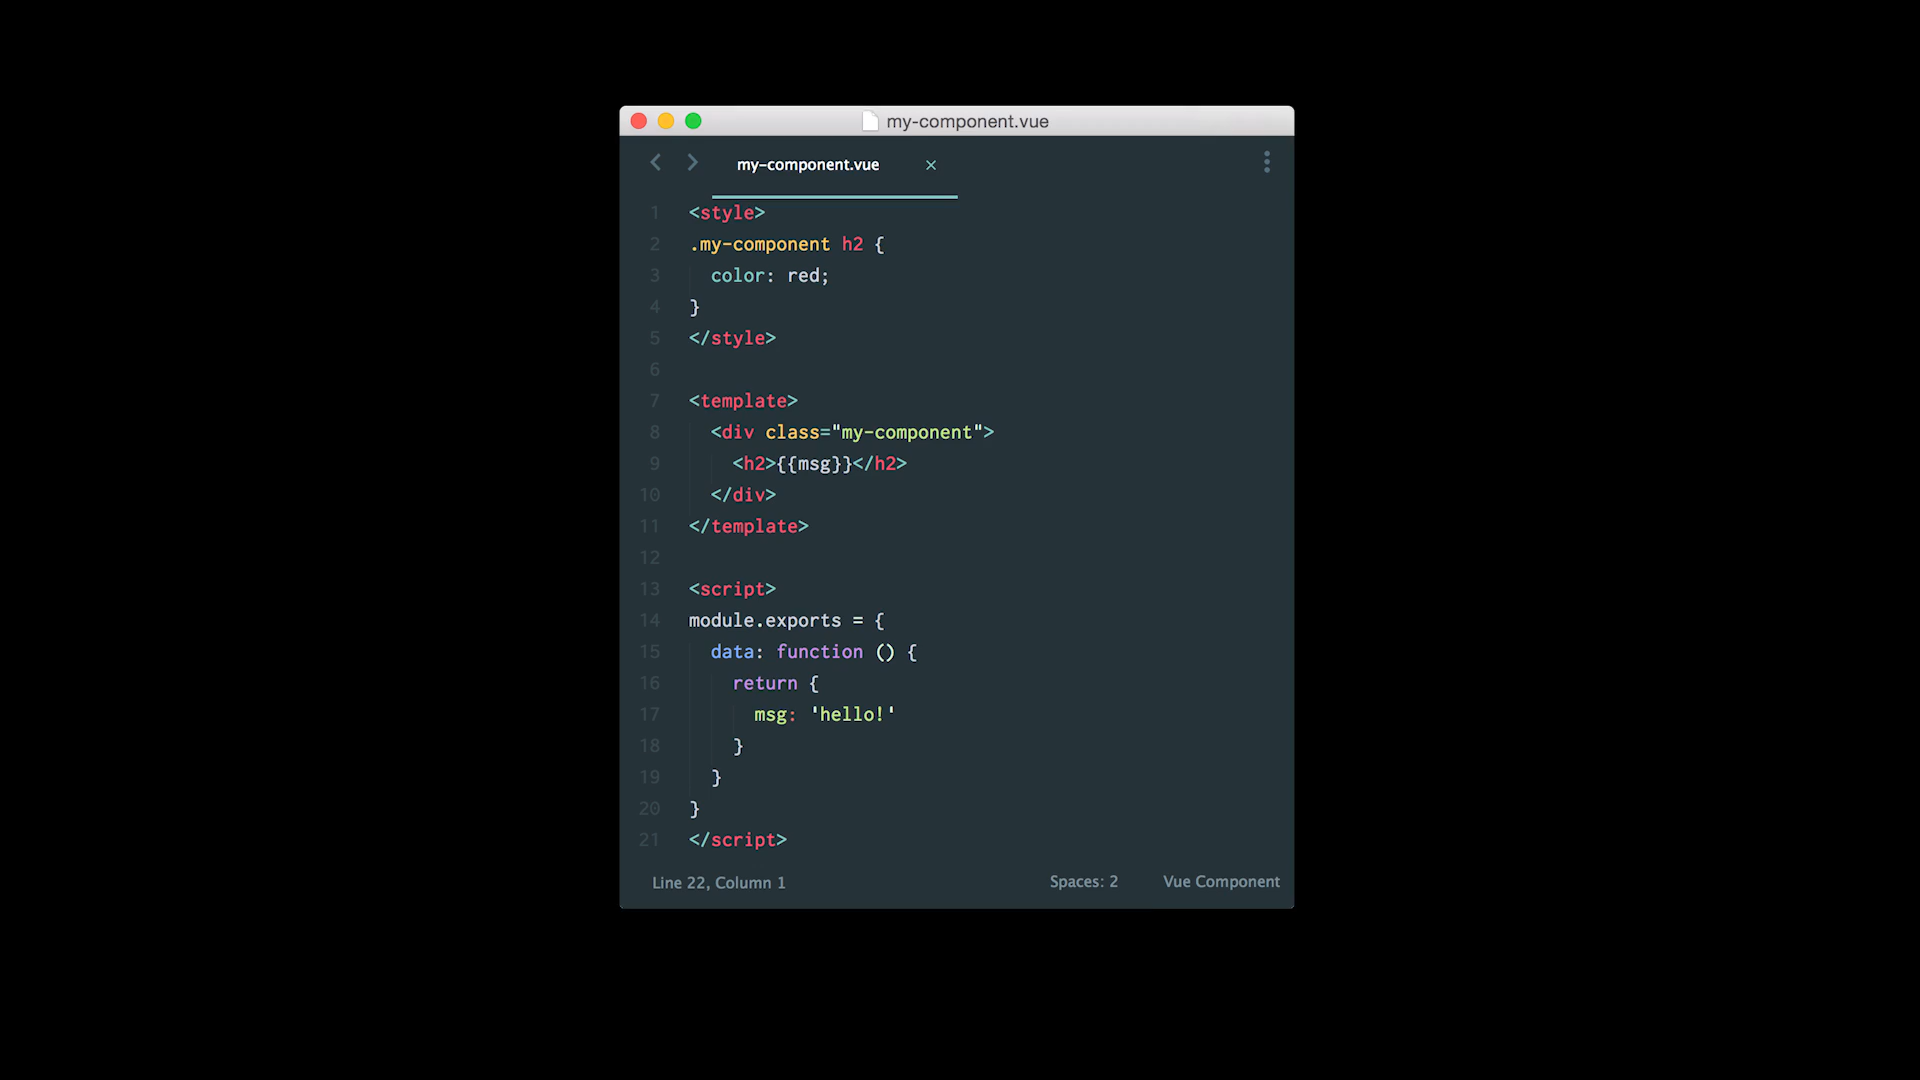 my-component.vue
my-component.vue ×
1 <style>
2 .my-component h2 {
3   color: red;
4 }
5 </style>
6
7 <template>
8   <div class="my-component">
9     <h2>{{msg}}</h2>
10   </div>
11 </template>
12
13 <script>
14 module.exports = {
15   data: function () {
16     return {
17       msg: 'hello!'
18     }
19   }
20 }
21 </script>
Line 22, Column 1 Spaces: 2 Vue Component